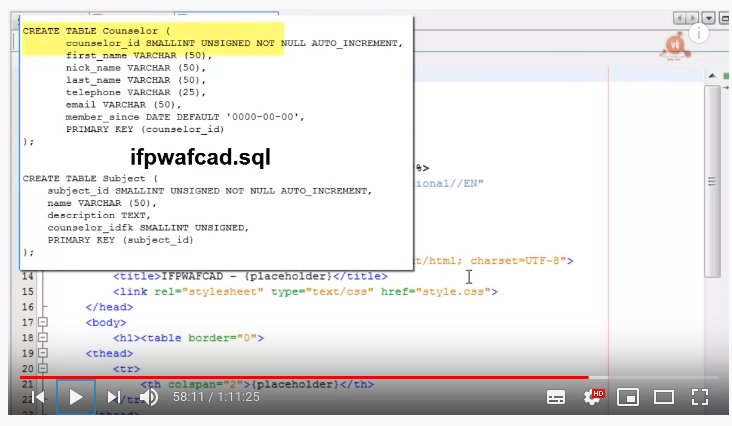 CREATE TABLE Counselor (
counselor_id SMALLINT UNSIGNED NOT NULL AUTO_INCREMENT,
first_name VARCHAR (50),
nick_name VARCHAR (50),
last_name VARCHAR (50),
telephone VARCHAR (25),
email VARCHAR (50),
member_since DATE DEFAULT '0000-00-00',
PRIMARY KEY (counselor_id)
);
ifpwafcad.sql
CREATE TABLE Subject (
subject_id SMALLINT UNSIGNED NOT NULL AUTO_INCREMENT,
name VARCHAR (50),
description TEXT,
counselor_idfk SMALLINT UNSIGNED,
PRIMARY KEY (subject_id)
);
%>
ional//EN"
t/html; charset=UTF-8">
14 <title>IFPWAFCAD - {placeholder}</title>
15 <link rel="stylesheet" type="text/css" href="style.css">
16 </head>
17 <body>
18 <h1><table border="0">
19 <thead>
20 <tr>
21 <th colspan="2">{placeholder}</th>
22 </tr>
</thead>
58:11 / 1:11:25
HD